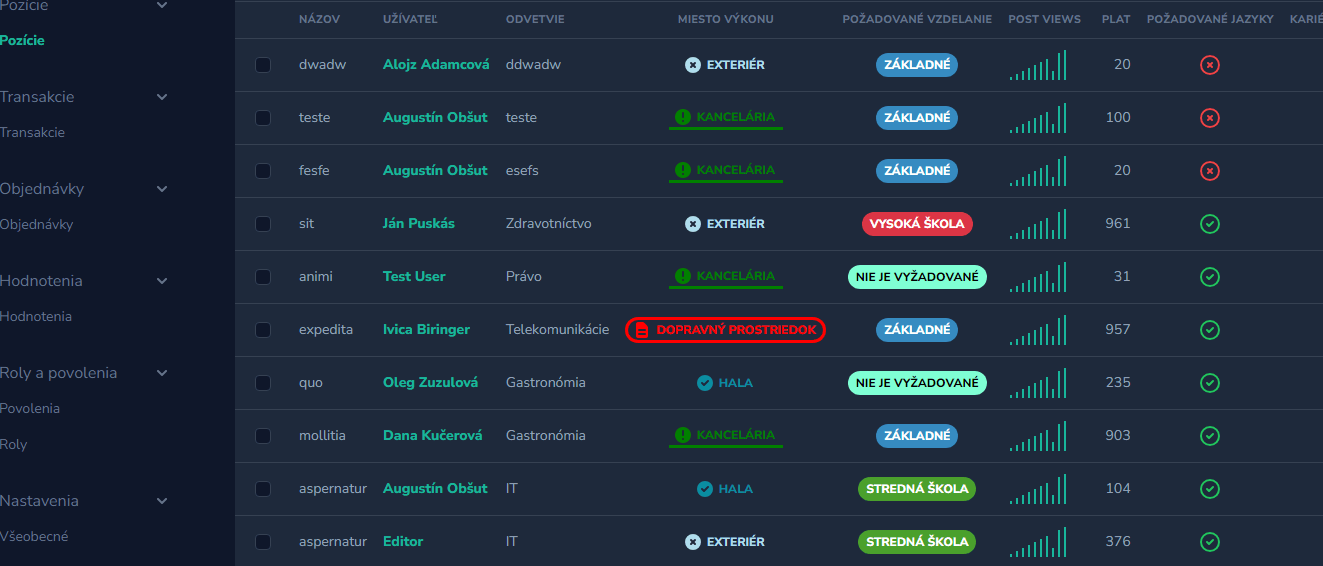 Pozície
Pozície
Transakcie
Transakcie
Objednávky
Objednávky
Hodnotenia
Hodnotenia
Roly a povolenia
Povolenia
Roly
Nastavenia
Všeobecné
NÁZOV UŽÍVATEĽ ODVETVIE MIESTO VÝKONU POŽADOVANÉ VZDELANIE POST VIEWS PLAT POŽADOVANÉ JAZYKY KARIÉ
dwadw Alojz Adamcová ddwadw EXTERIÉR ZÁKLADNÉ 20
teste Augustín Obšut teste KANCELÁRIA ZÁKLADNÉ 100
fesfe Augustín Obšut esefs KANCELÁRIA ZÁKLADNÉ 20
sit Ján Puskás Zdravotníctvo EXTERIÉR VYSOKÁ ŠKOLA 961
animi Test User Právo KANCELÁRIA NIE JE VYŽADOVANÉ 31
expedita Ivica Biringer Telekomunikácie DOPRAVNÝ PROSTRIEDOK ZÁKLADNÉ 957
quo Oleg Zuzulová Gastronómia HALA NIE JE VYŽADOVANÉ 235
mollitia Dana Kučerová Gastronómia KANCELÁRIA ZÁKLADNÉ 903
aspernatur Augustín Obšut IT HALA STREDNÁ ŠKOLA 104
aspernatur Editor IT EXTERIÉR STREDNÁ ŠKOLA 376